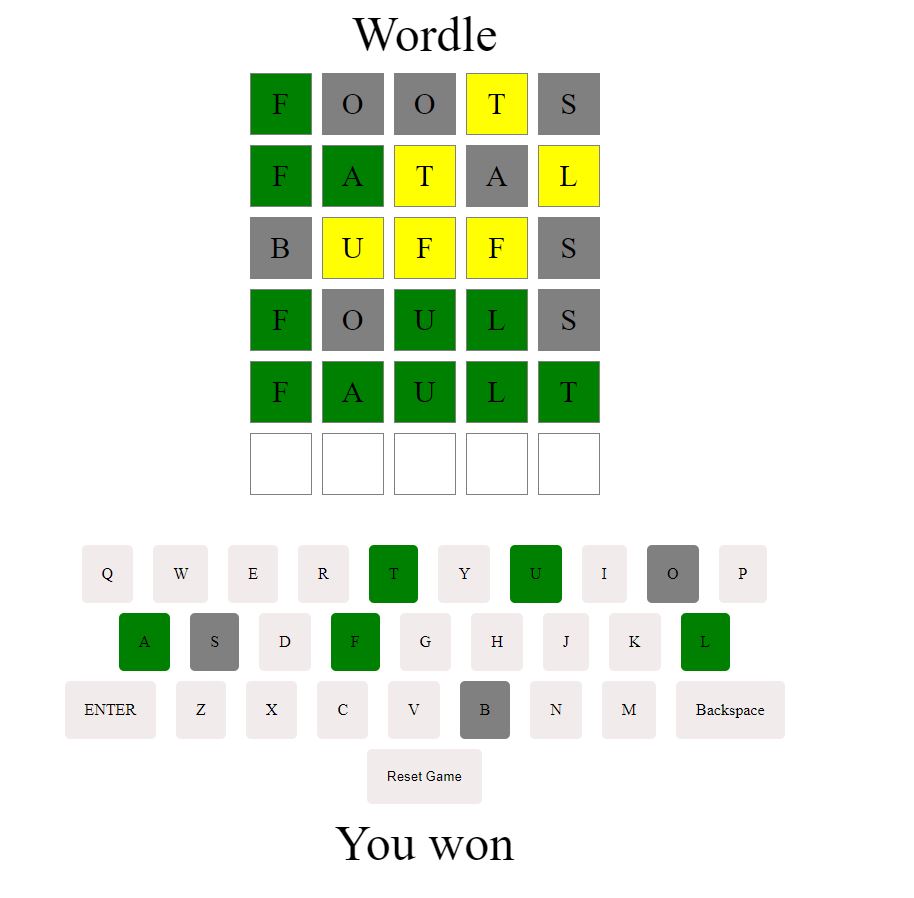 Wordle
F O O T S
F A T A L
B U F F S
F O U L S
F A U L T
Q W E R T Y U I O P
A S D F G H J K L
ENTER Z X C V B N M Backspace
Reset Game
You won